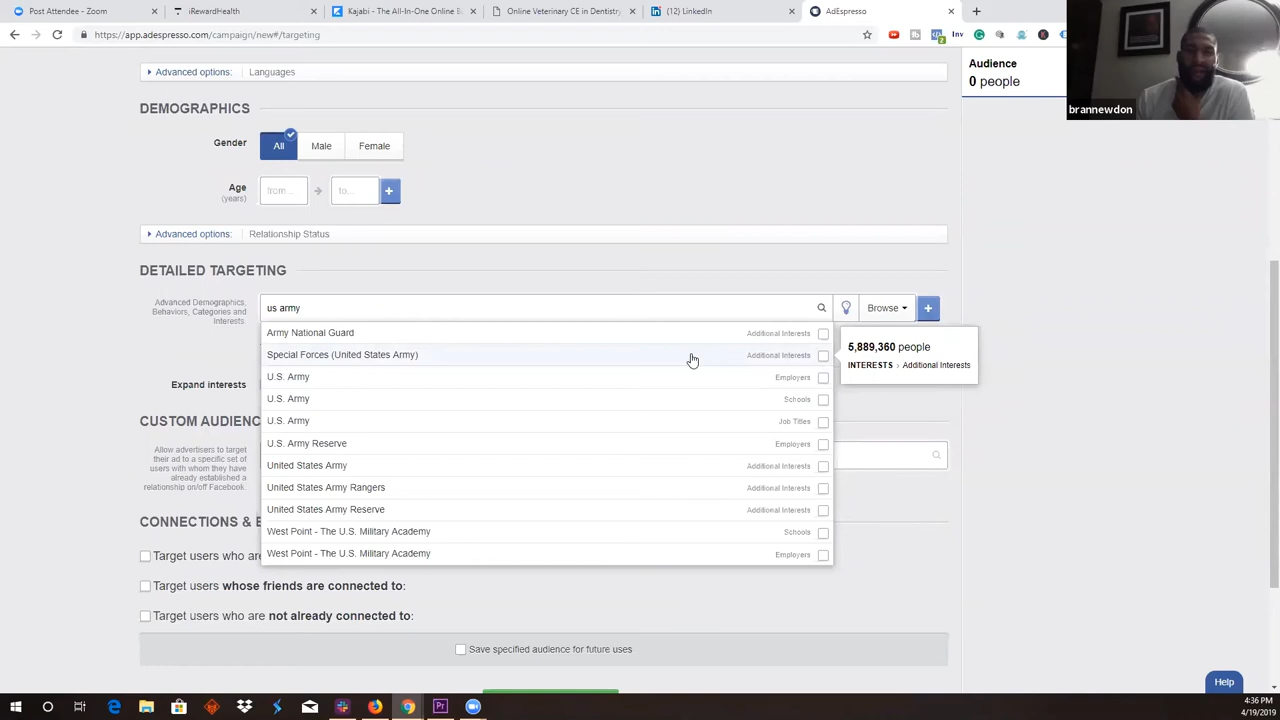 Post Attendee - Zoom
iRewardHealth
Kajabi - The All-In-One Online B
Online Veterinary CE in Dentistry
(12) LinkedIn
AdEspresso
https://app.adespresso.com/campaign/new#/targeting
Inv
2
brannewdon
Advanced options: Languages
Audience
0 people
DEMOGRAPHICS
Gender
All
Male
Female
Age
(years)
from...
to...
Advanced options: Relationship Status
DETAILED TARGETING
Advanced Demographics,
Behaviors, Categories and
Interests.
us army
Browse
Army National Guard Additional Interests
Special Forces (United States Army) Additional Interests
U.S. Army Employers
U.S. Army Schools
U.S. Army Job Titles
U.S. Army Reserve Employers
United States Army Additional Interests
United States Army Rangers Additional Interests
United States Army Reserve Additional Interests
West Point - The U.S. Military Academy Schools
West Point - The U.S. Military Academy Employers
5,889,360 people
INTERESTS > Additional Interests
Expand interests
CUSTOM AUDIENC
Allow advertisers to target
their ad to a specific set of
users with whom they have
already established a
relationship on/off Facebook.
CONNECTIONS & E
Target users who are
Target users whose friends are connected to:
Target users who are not already connected to:
Save specified audience for future uses
Help
Pr
4:36 PM
4/19/2019